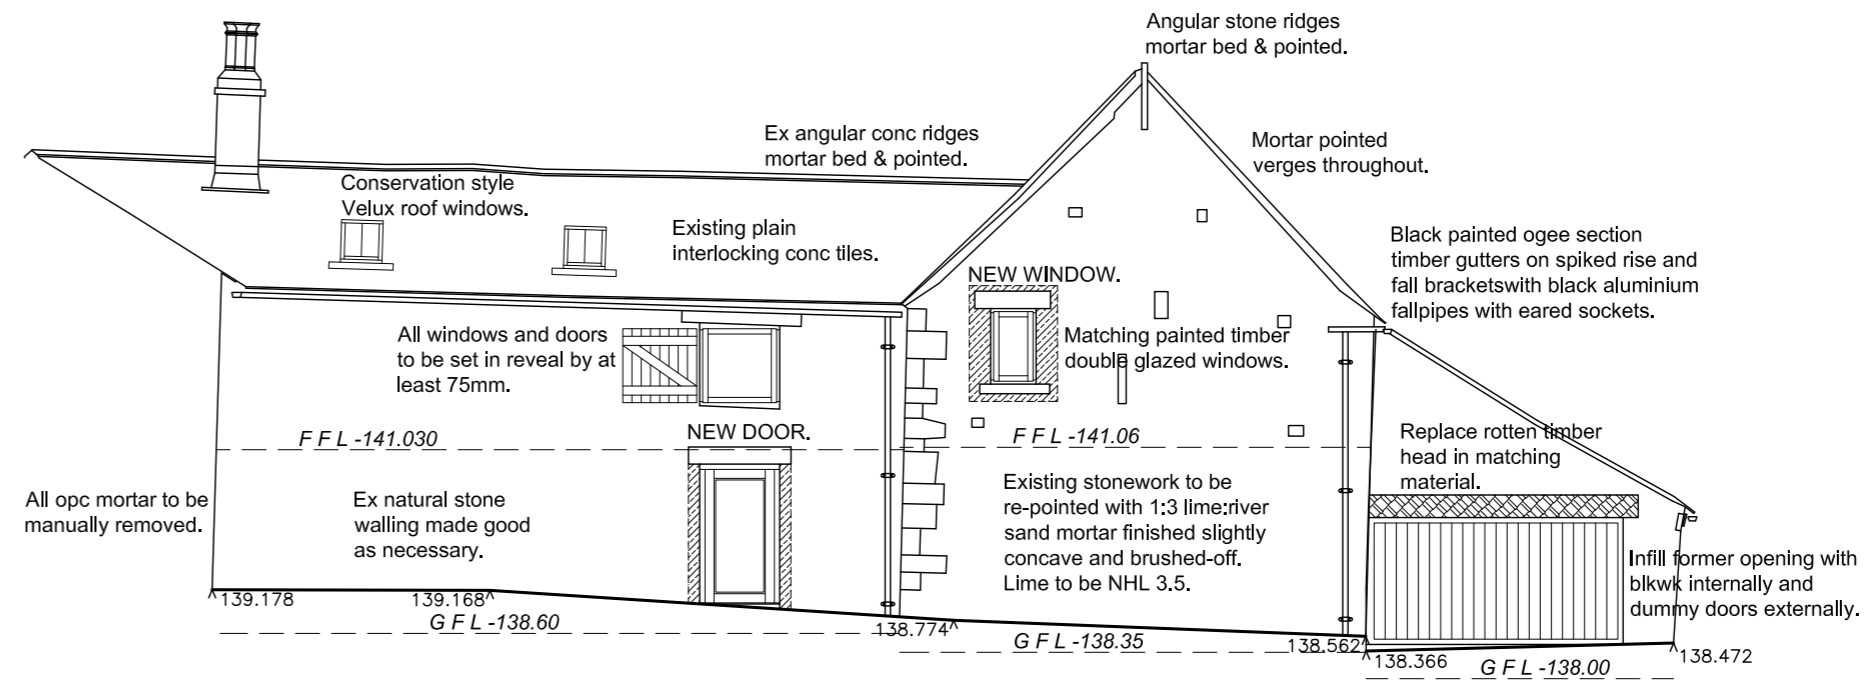 Angular stone ridges
mortar bed & pointed.
Ex angular conc ridges
mortar bed & pointed.
Mortar pointed
verges throughout.
Conservation style
Velux roof windows.
Existing plain
interlocking conc tiles.
Black painted ogee section
timber gutters on spiked rise and
fall bracketswith black aluminium
fallpipes with eared sockets.
NEW WINDOW.
All windows and doors
to be set in reveal by at
least 75mm.
Matching painted timber
double glazed windows.
F F L -141.030
NEW DOOR.
F F L -141.06
Replace rotten timber
head in matching
material.
All opc mortar to be
manually removed.
Ex natural stone
walling made good
as necessary.
Existing stonework to be
re-pointed with 1:3 lime:river
sand mortar finished slightly
concave and brushed-off.
Lime to be NHL 3.5.
Infill former opening with
blkwk internally and
dummy doors externally.
139.178
139.168
G F L -138.60
138.774
G F L -138.35
138.562
138.366
G F L -138.00
138.472